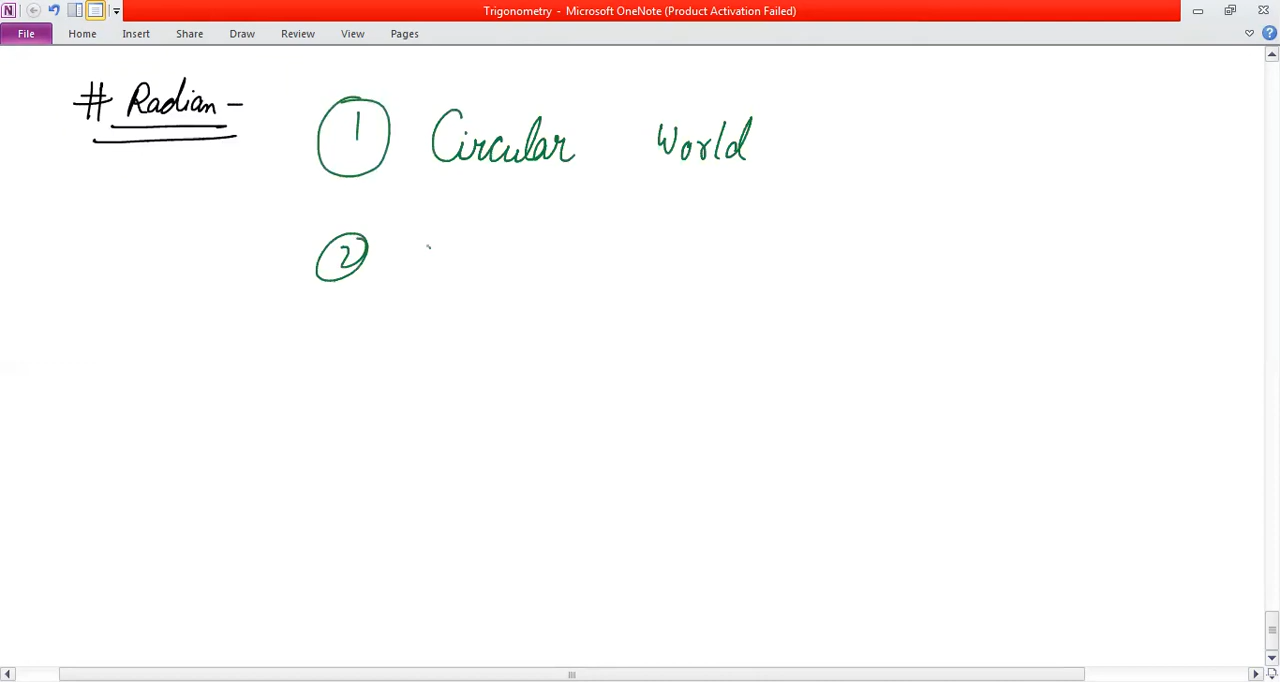 Trigonometry - Microsoft OneNote (Product Activation Failed)
File Home Insert Share Draw Review View Pages
# Radian -
1 Circular World
2